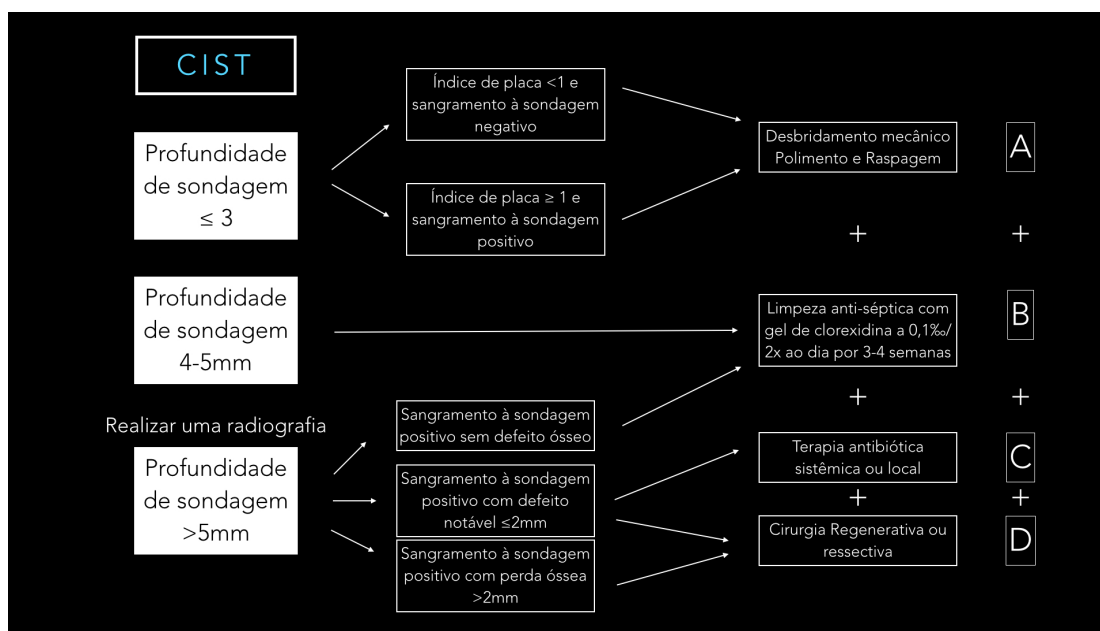 CIST
Índice de placa <1 e
sangramento à sondagem
negativo
Profundidade
de sondagem
≤ 3
Desbridamento mecânico
Polimento e Raspagem
A
Índice de placa ≥ 1 e
sangramento à sondagem
positivo
+
+
Profundidade
de sondagem
4-5mm
Limpeza anti-séptica com
gel de clorexidina a 0,1‰/
2x ao dia por 3-4 semanas
B
+
+
Realizar uma radiografia
Profundidade
de sondagem
>5mm
Sangramento à sondagem
positivo sem defeito ósseo
Sangramento à sondagem
positivo com defeito
notável ≤2mm
Sangramento à sondagem
positivo com perda óssea
>2mm
Terapia antibiótica
sistêmica ou local
C
+
+
Cirurgia Regenerativa ou
ressectiva
D